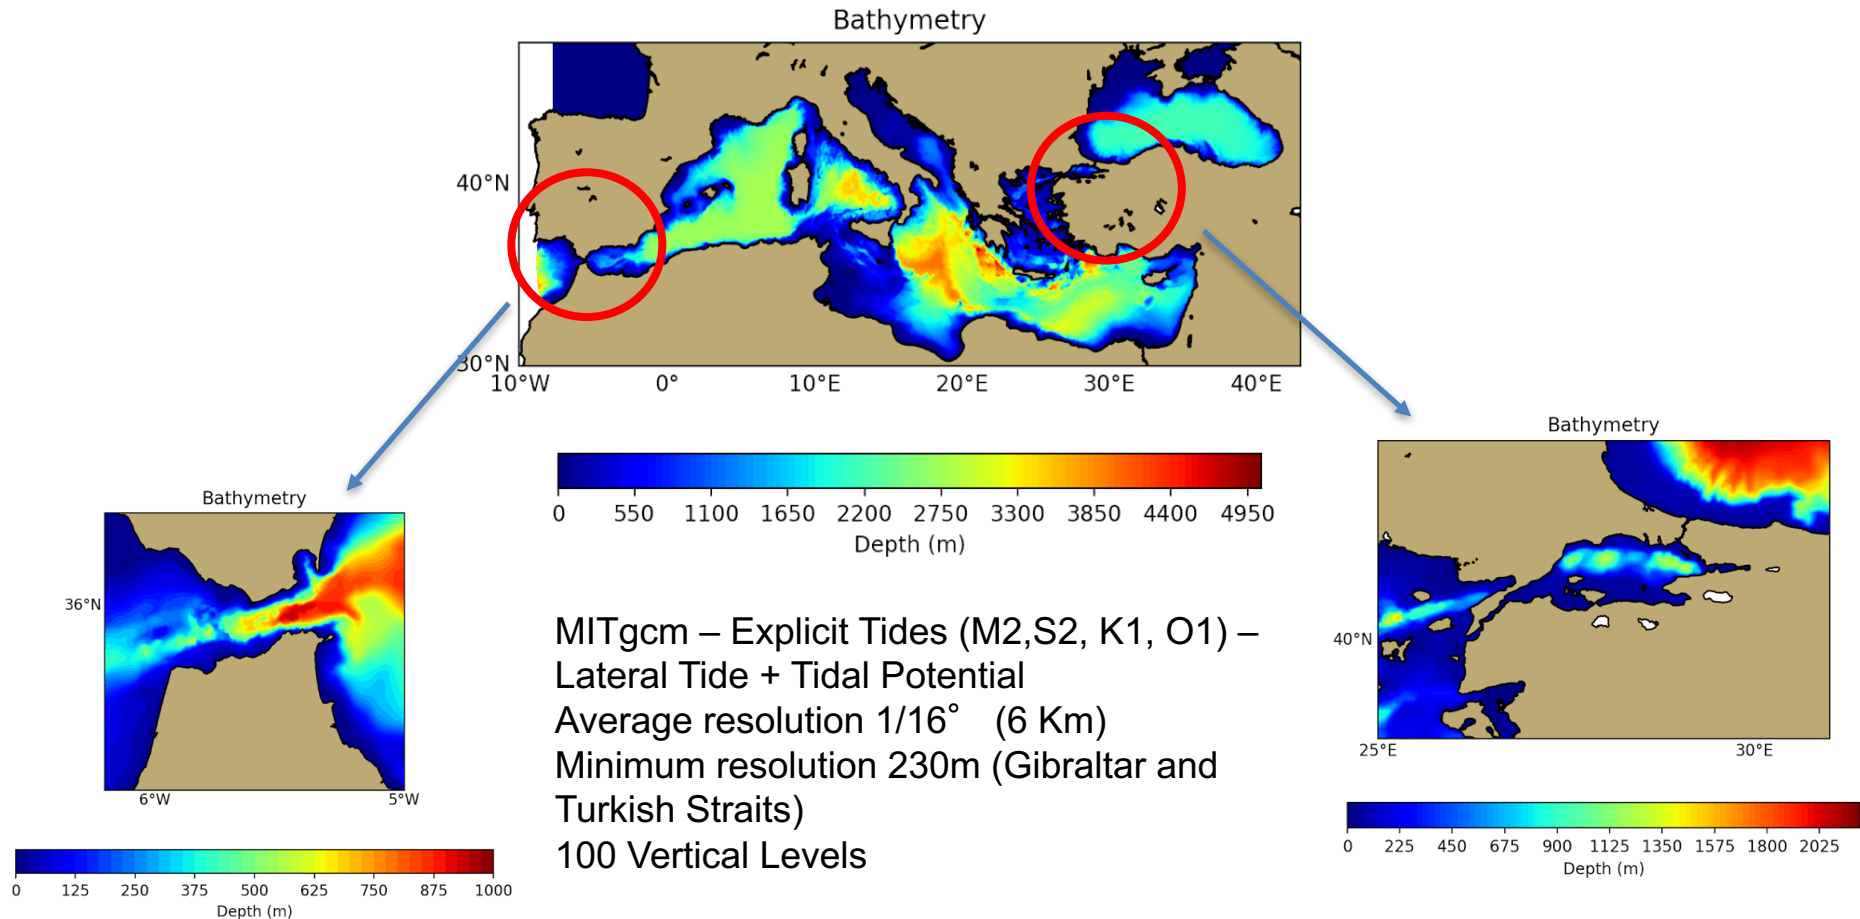 Bathymetry
40°N
30°N
10°W 0° 10°E 20°E 30°E 40°E
0 550 1100 1650 2200 2750 3300 3850 4400 4950
Depth (m)
Bathymetry
36°N
6°W 5°W
0 125 250 375 500 625 750 875 1000
Depth (m)
MITgcm – Explicit Tides (M2,S2, K1, O1) –
Lateral Tide + Tidal Potential
Average resolution 1/16° (6 Km)
Minimum resolution 230m (Gibraltar and
Turkish Straits)
100 Vertical Levels
Bathymetry
40°N
25°E 30°E
0 225 450 675 900 1125 1350 1575 1800 2025
Depth (m)